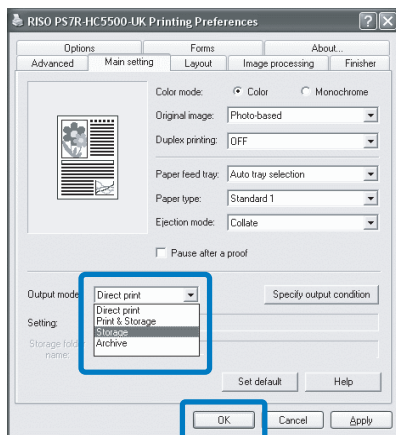 RISO PS7R-HC5500-UK Printing Preferences
Options Forms About...
Advanced Main setting Layout Image processing Finisher
Color mode: Color Monochrome
Original image: Photo-based
Duplex printing: OFF
Paper feed tray: Auto tray selection
Paper type: Standard 1
Ejection mode: Collate
Pause after a proof
Output mode: Direct print Specify output condition
Direct print
Setting: Print & Storage
Storage
Storage folder name: Archive
Set default Help
OK Cancel Apply